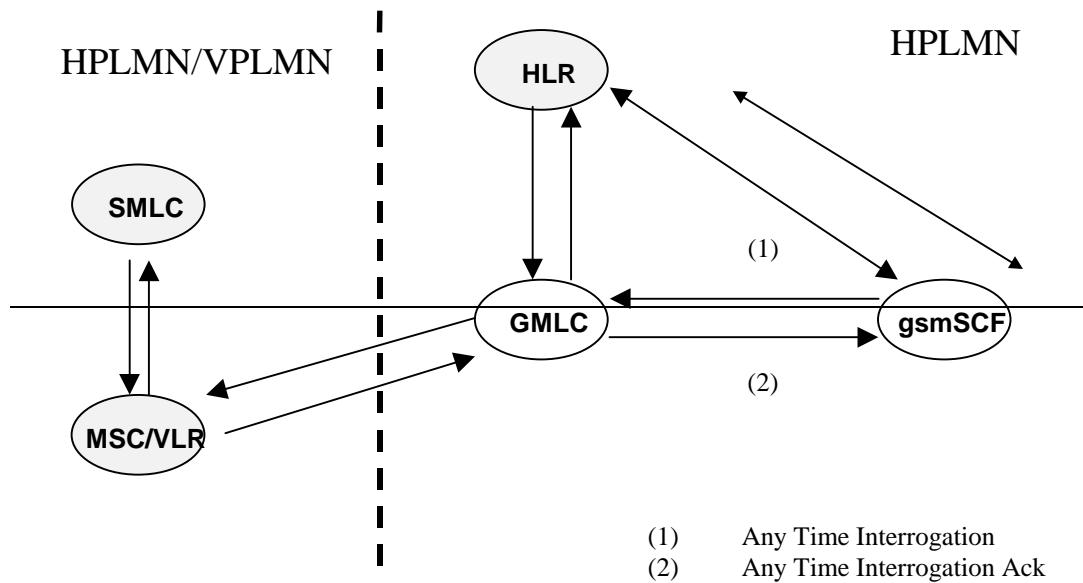 HPLMN/VPLMN
HPLMN
HLR
SMLC
(1)
GMLC
gsmSCF
(2)
MSC/VLR
(1) Any Time Interrogation
(2) Any Time Interrogation Ack